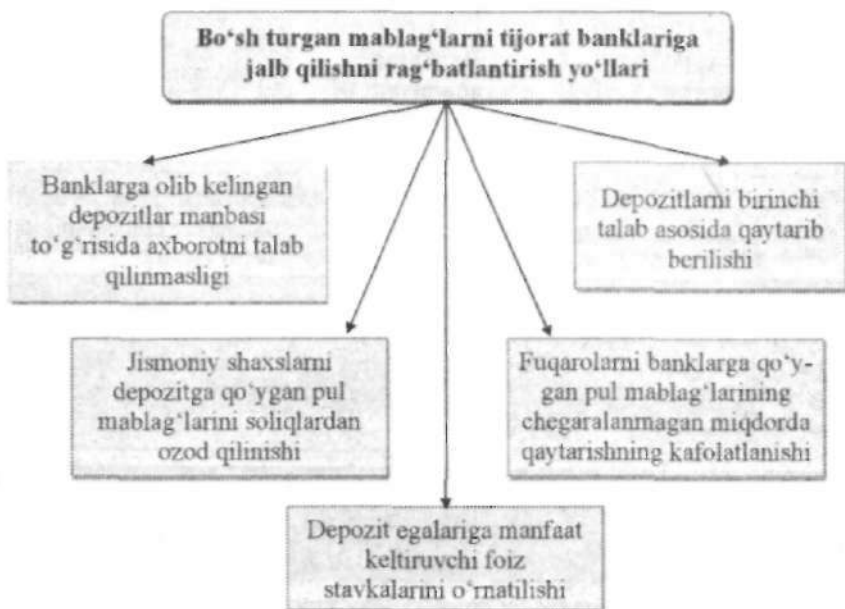 Bo‘sh turgan mablag‘larni tijorat banklariga
jalb qilishni rag‘batlantirish yo‘llari
Banklarga olib kelingan
depozitlar manbasi
to‘g‘risida axborotni talab
qilinmasligi
Depozitlarni birinchi
talab asosida qaytarib
berilishi
Jismoniy shaxslarni
depozitga qo‘ygan pul
mablag‘larini soliqlardan
ozod qilinishi
Fuqarolarni banklarga qo‘y-
gan pul mablag‘larining
chegaralanmagan miqdorda
qaytarishning kafolatlanishi
Depozit egalariga manfaat
keltiruvchi foiz
stavkalarini o‘rnatilishi